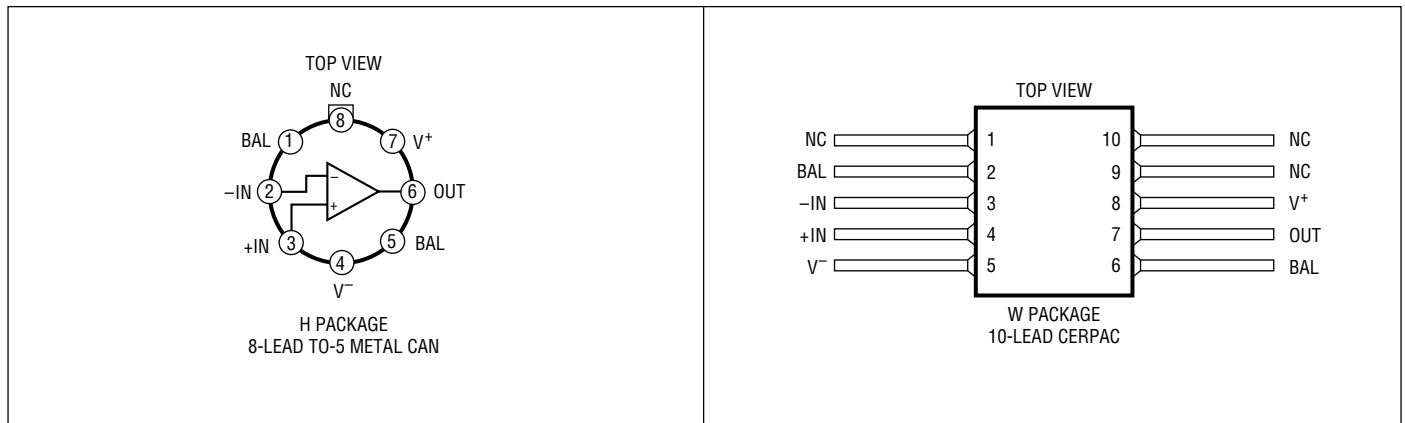 TOP VIEW
NC
8
BAL 1
7 V+
–IN 2
–
6 OUT
+
+IN 3
5 BAL
4
V–
H PACKAGE
8-LEAD TO-5 METAL CAN
TOP VIEW
NC 1 10 NC
BAL 2 9 NC
–IN 3 8 V+
+IN 4 7 OUT
V– 5 6 BAL
W PACKAGE
10-LEAD CERPAC